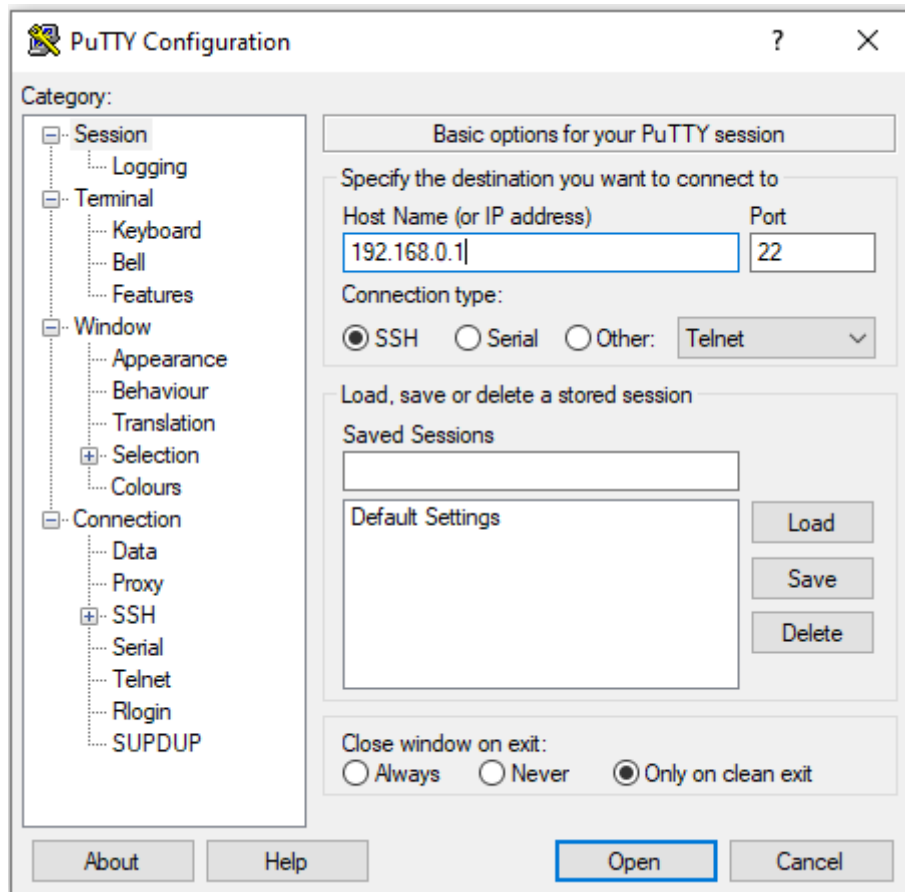 PuTTY Configuration
?
Category:
Session
Logging
Terminal
Keyboard
Bell
Features
Window
Appearance
Behaviour
Translation
Selection
Colours
Connection
Data
Proxy
SSH
Serial
Telnet
Rlogin
SUPDUP
Basic options for your PuTTY session
Specify the destination you want to connect to
Host Name (or IP address) Port
192.168.0.1 22
Connection type:
SSH Serial Other: Telnet
Load, save or delete a stored session
Saved Sessions
Default Settings
Load
Save
Delete
Close window on exit:
Always Never Only on clean exit
About Help Open Cancel